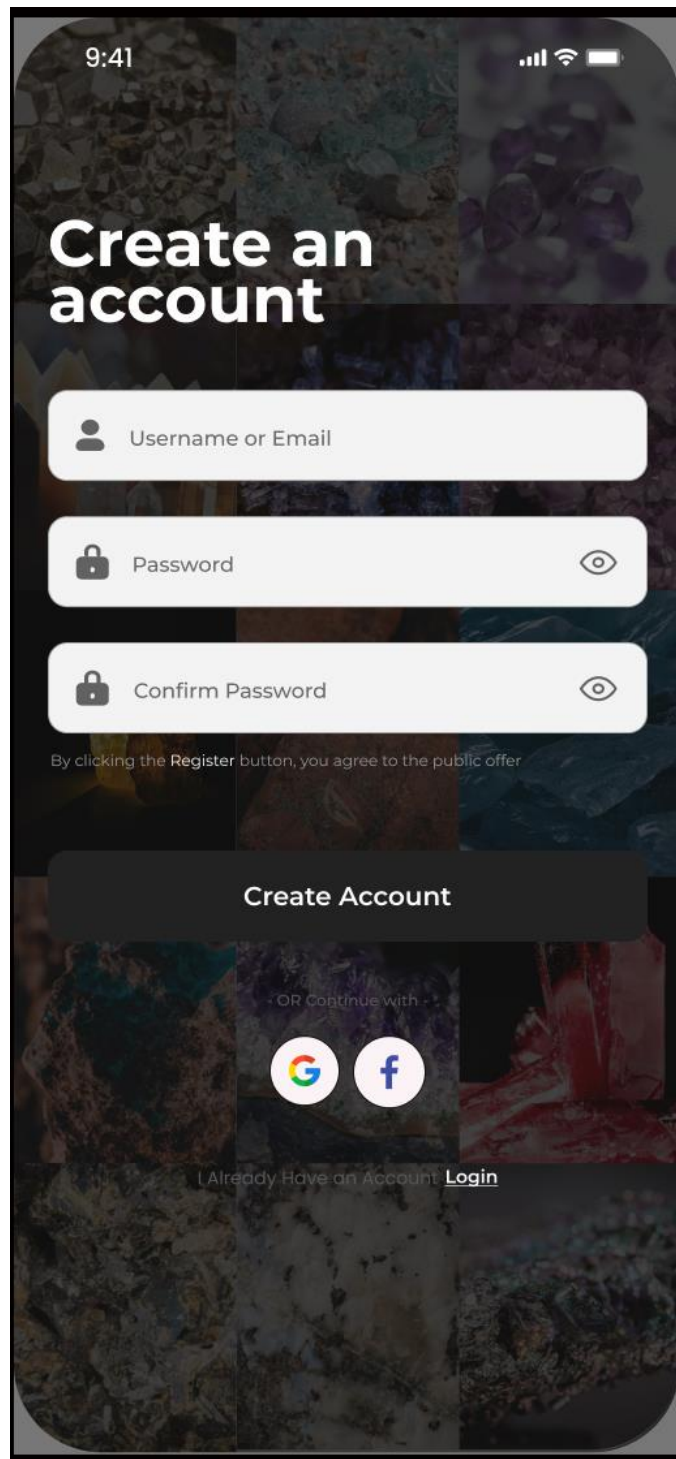 9:41
Create an
account
Username or Email
Password
Confirm Password
By clicking the Register button, you agree to the public offer
Create Account
- OR Continue with -
I Already Have an Account Login